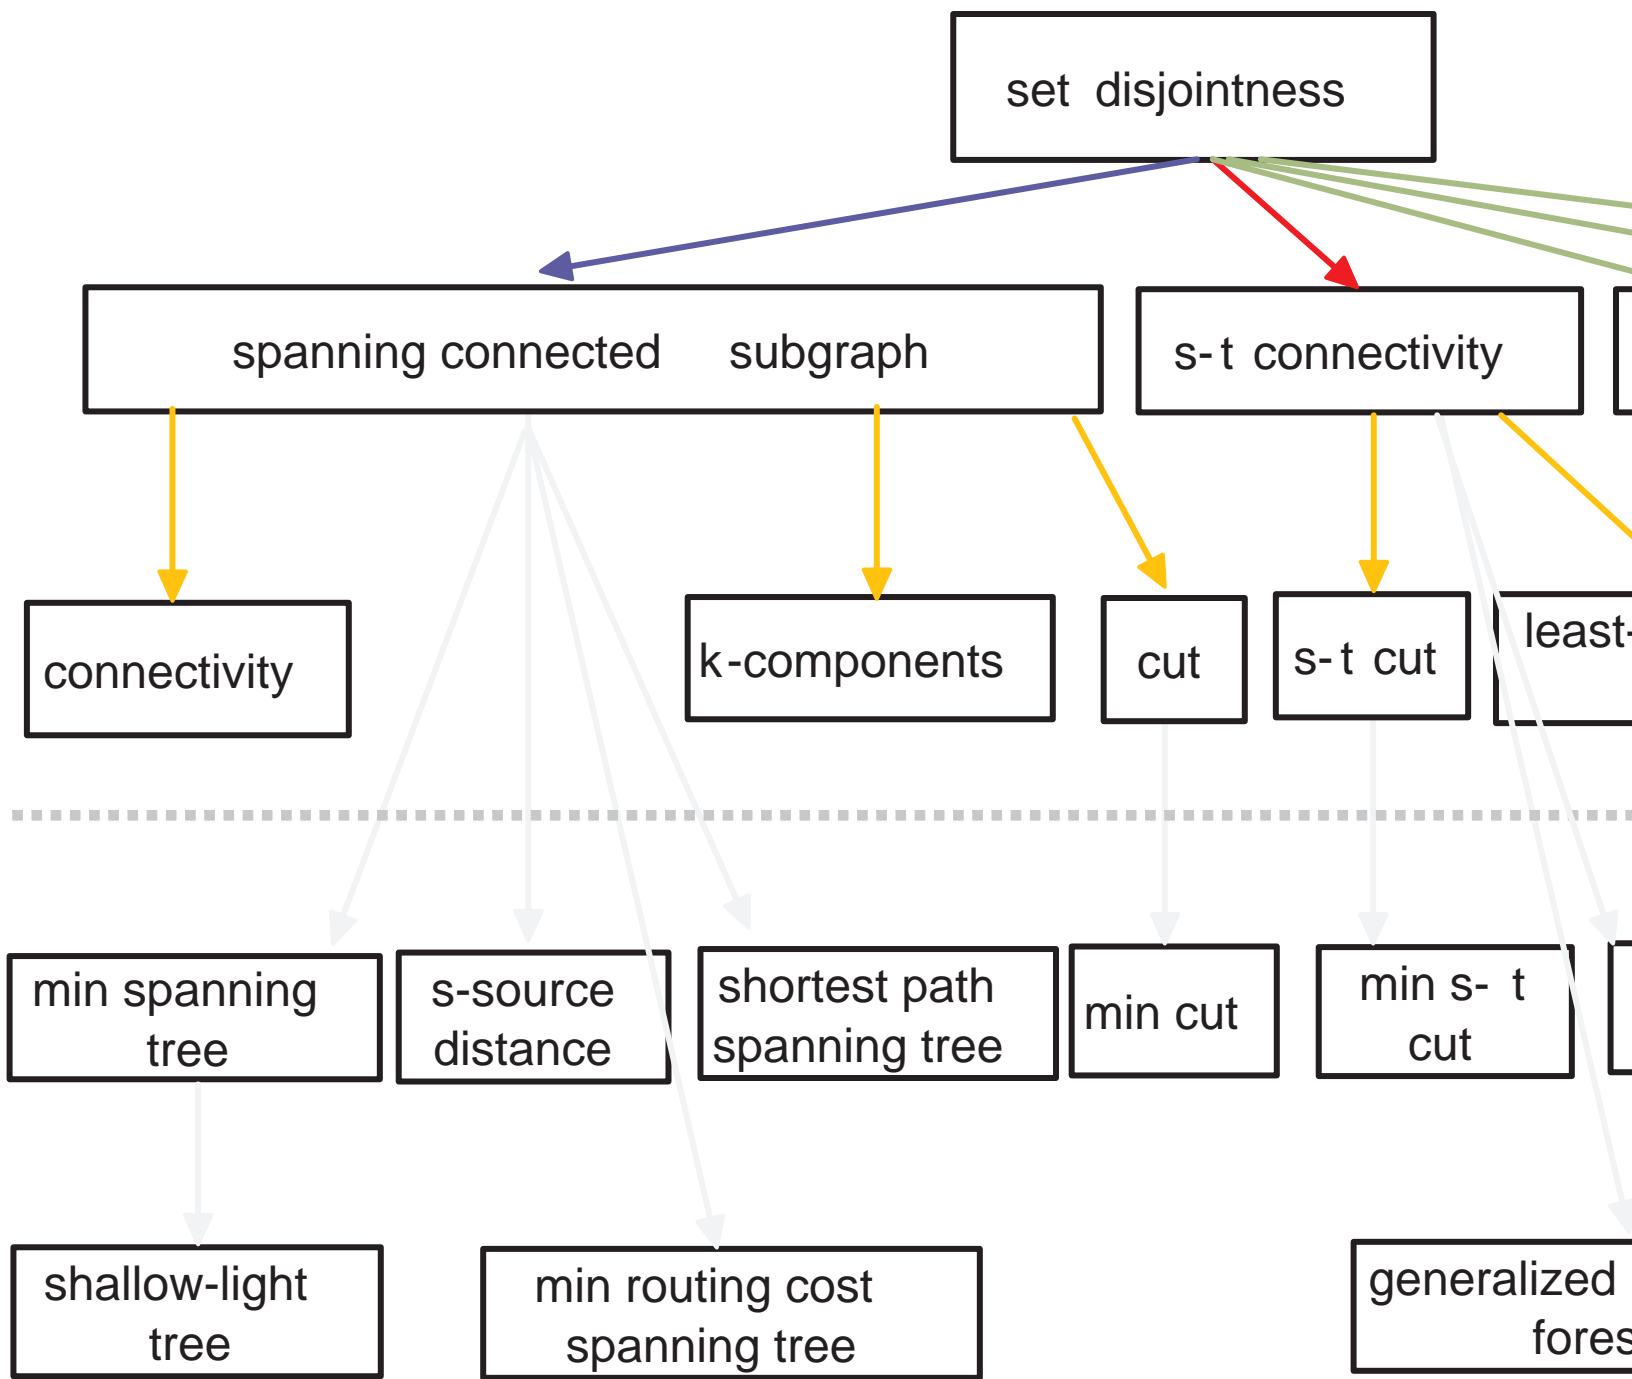 set disjointness
spanning connected subgraph
s-t connectivity
connectivity
k-components
cut
s-t cut
least-
min spanning
tree
s-source
distance
shortest path
spanning tree
min cut
min s- t
cut
shallow-light
tree
min routing cost
spanning tree
generalized
fores